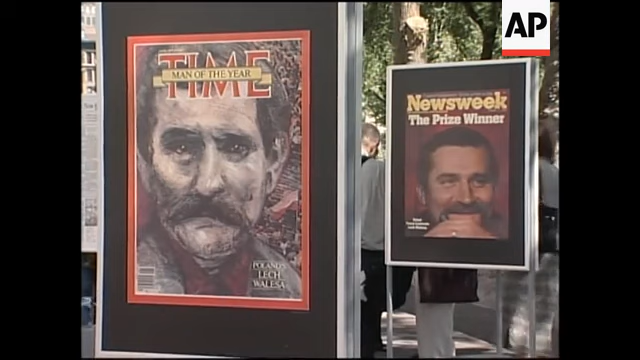 AP
TIME
MAN OF THE YEAR
POLAND'S
LECH
WALESA
Newsweek
The Prize Winner